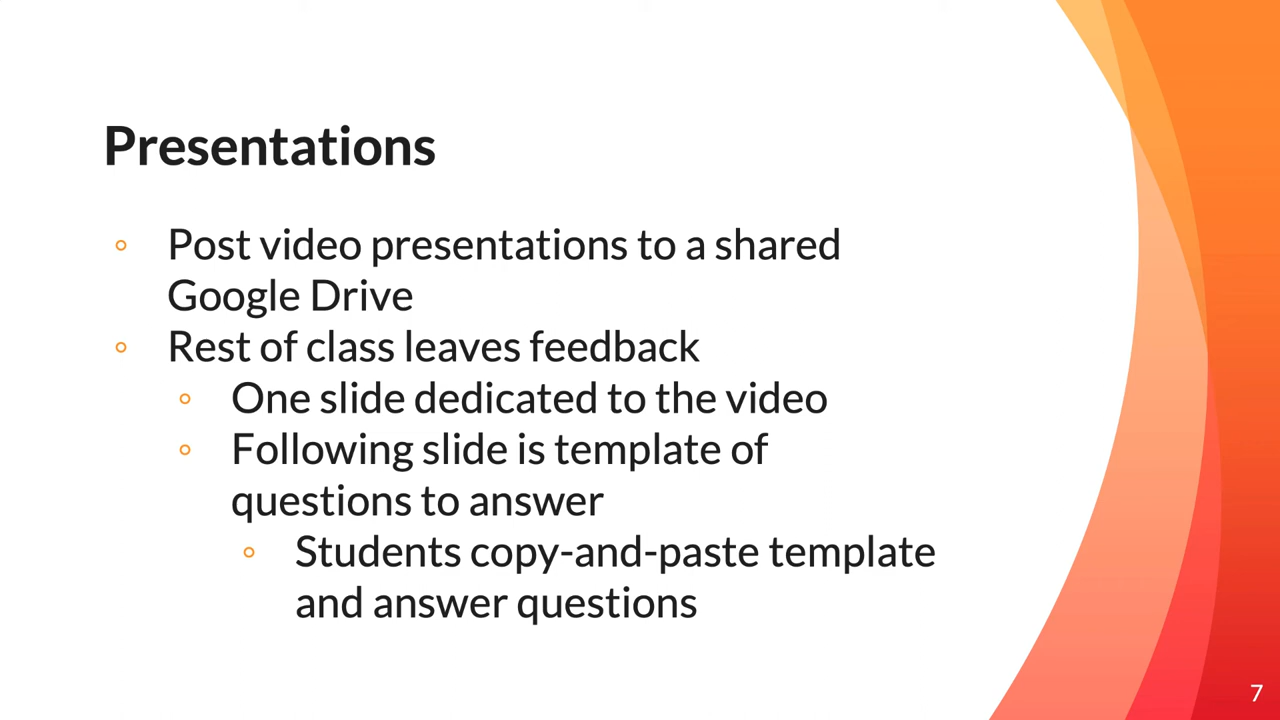 Presentations
◦ Post video presentations to a shared
Google Drive
◦ Rest of class leaves feedback
◦ One slide dedicated to the video
◦ Following slide is template of
questions to answer
◦ Students copy-and-paste template
and answer questions
7